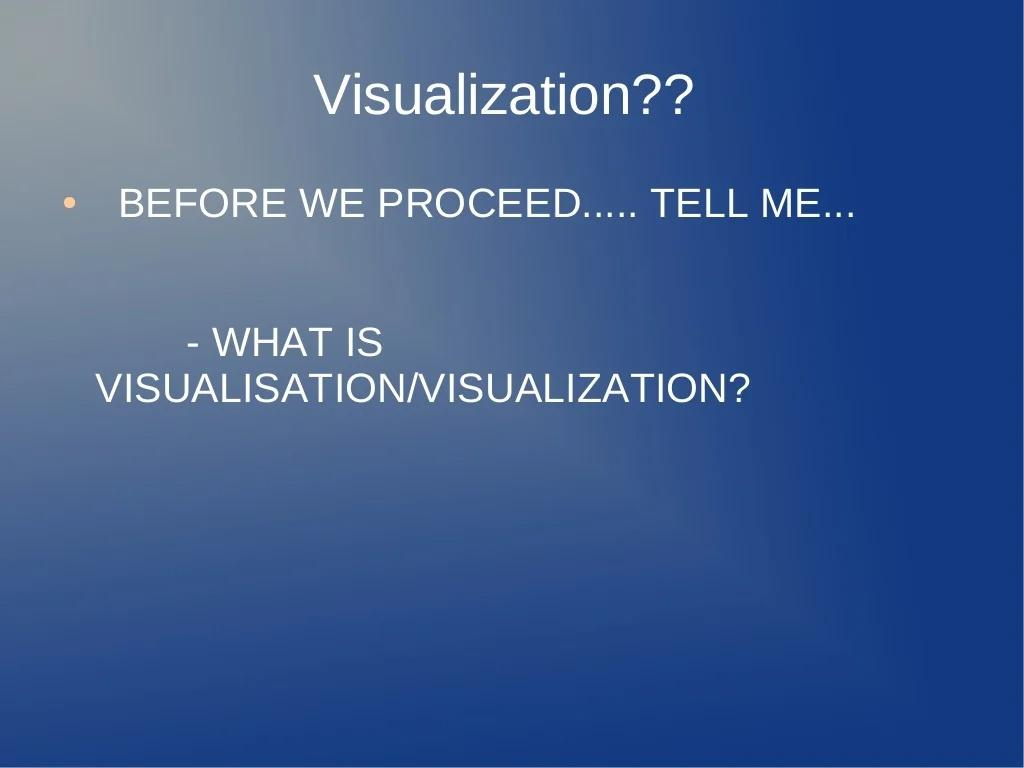 Visualization??
• BEFORE WE PROCEED..... TELL ME...
- WHAT IS
VISUALISATION/VISUALIZATION?